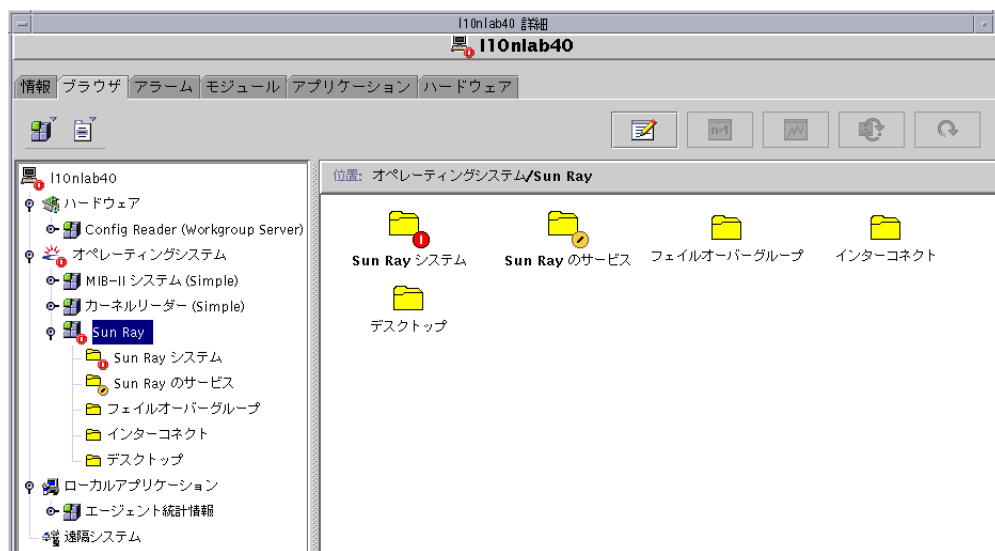 l10nlab40 詳細
l10nlab40
情報 ブラウザ アラーム モジュール アプリケーション ハードウェア
n=1
l10nlab40
ハードウェア
Config Reader (Workgroup Server)
オペレーティングシステム
MIB-II システム (Simple)
カーネルリーダー (Simple)
Sun Ray
Sun Ray システム
Sun Ray のサービス
フェイルオーバーグループ
インターコネクト
デスクトップ
ローカルアプリケーション
エージェント統計情報
遠隔システム
位置: オペレーティングシステム/Sun Ray
Sun Ray システム
Sun Ray のサービス
フェイルオーバーグループ
インターコネクト
デスクトップ